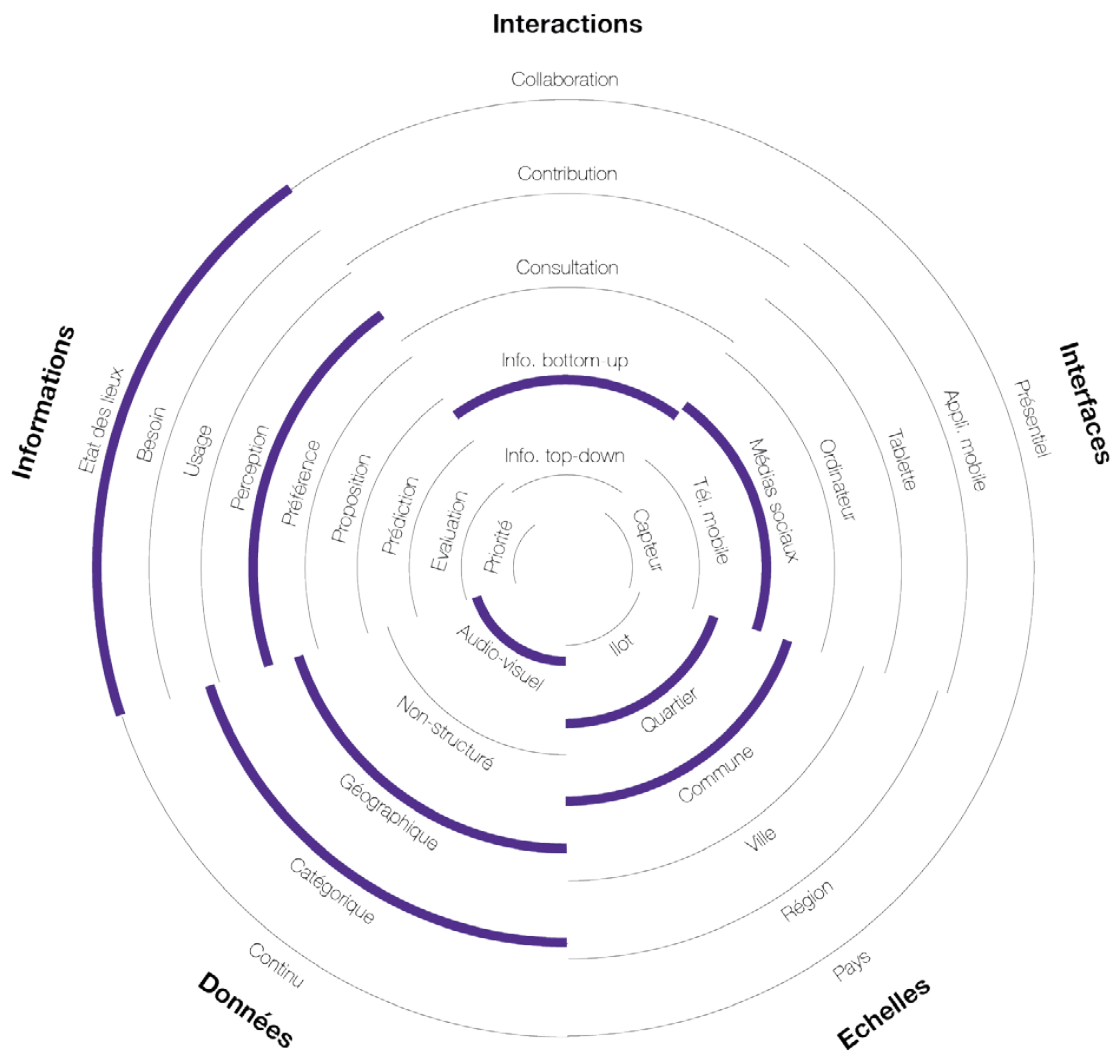 Interactions
Collaboration
Contribution
Consultation
Info. bottom-up
Info. top-down
Informations
Etat des lieux
Besoin
Usage
Perception
Préférence
Proposition
Prédiction
Evaluation
Priorité
Interfaces
Capteur
Tél. mobile
Médias sociaux
Ordinateur
Tablette
Appli. mobile
Présentiel
Données
Audio-visuel
Non-structuré
Géographique
Catégorique
Continu
Echelles
Ilot
Quartier
Commune
Ville
Région
Pays